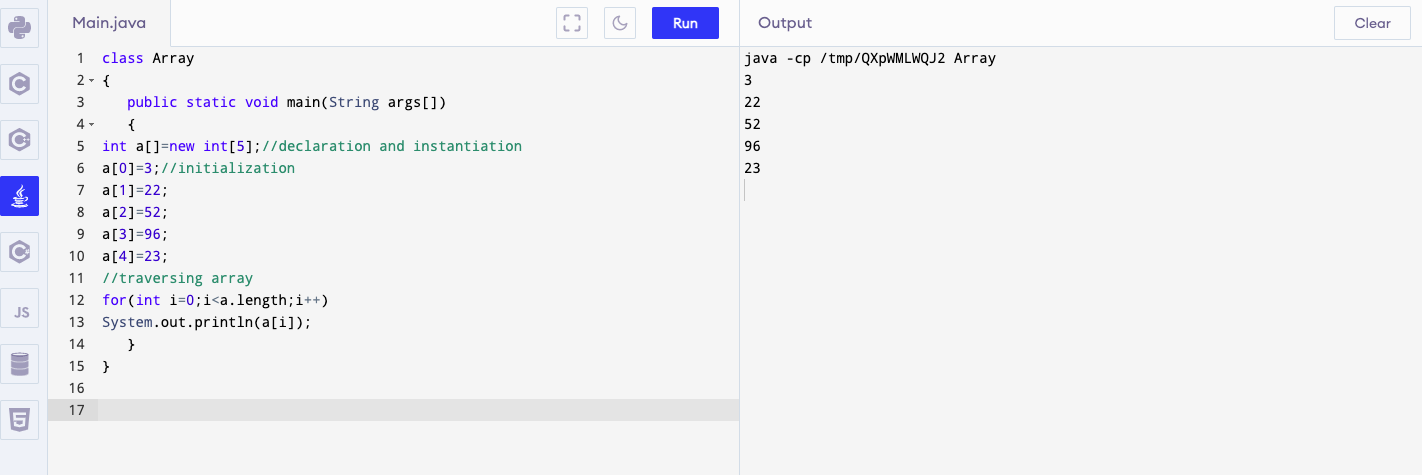 Main.java
Run
1 class Array
2 {
3    public static void main(String args[])
4    {
5 int a[]=new int[5];//declaration and instantiation
6 a[0]=3;//initialization
7 a[1]=22;
8 a[2]=52;
9 a[3]=96;
10 a[4]=23;
11 //traversing array
12 for(int i=0;i<a.length;i++)
13 System.out.println(a[i]);
14    }
15 }
16
17
JS
Output
Clear
java -cp /tmp/QXpWMLWQJ2 Array
3
22
52
96
23